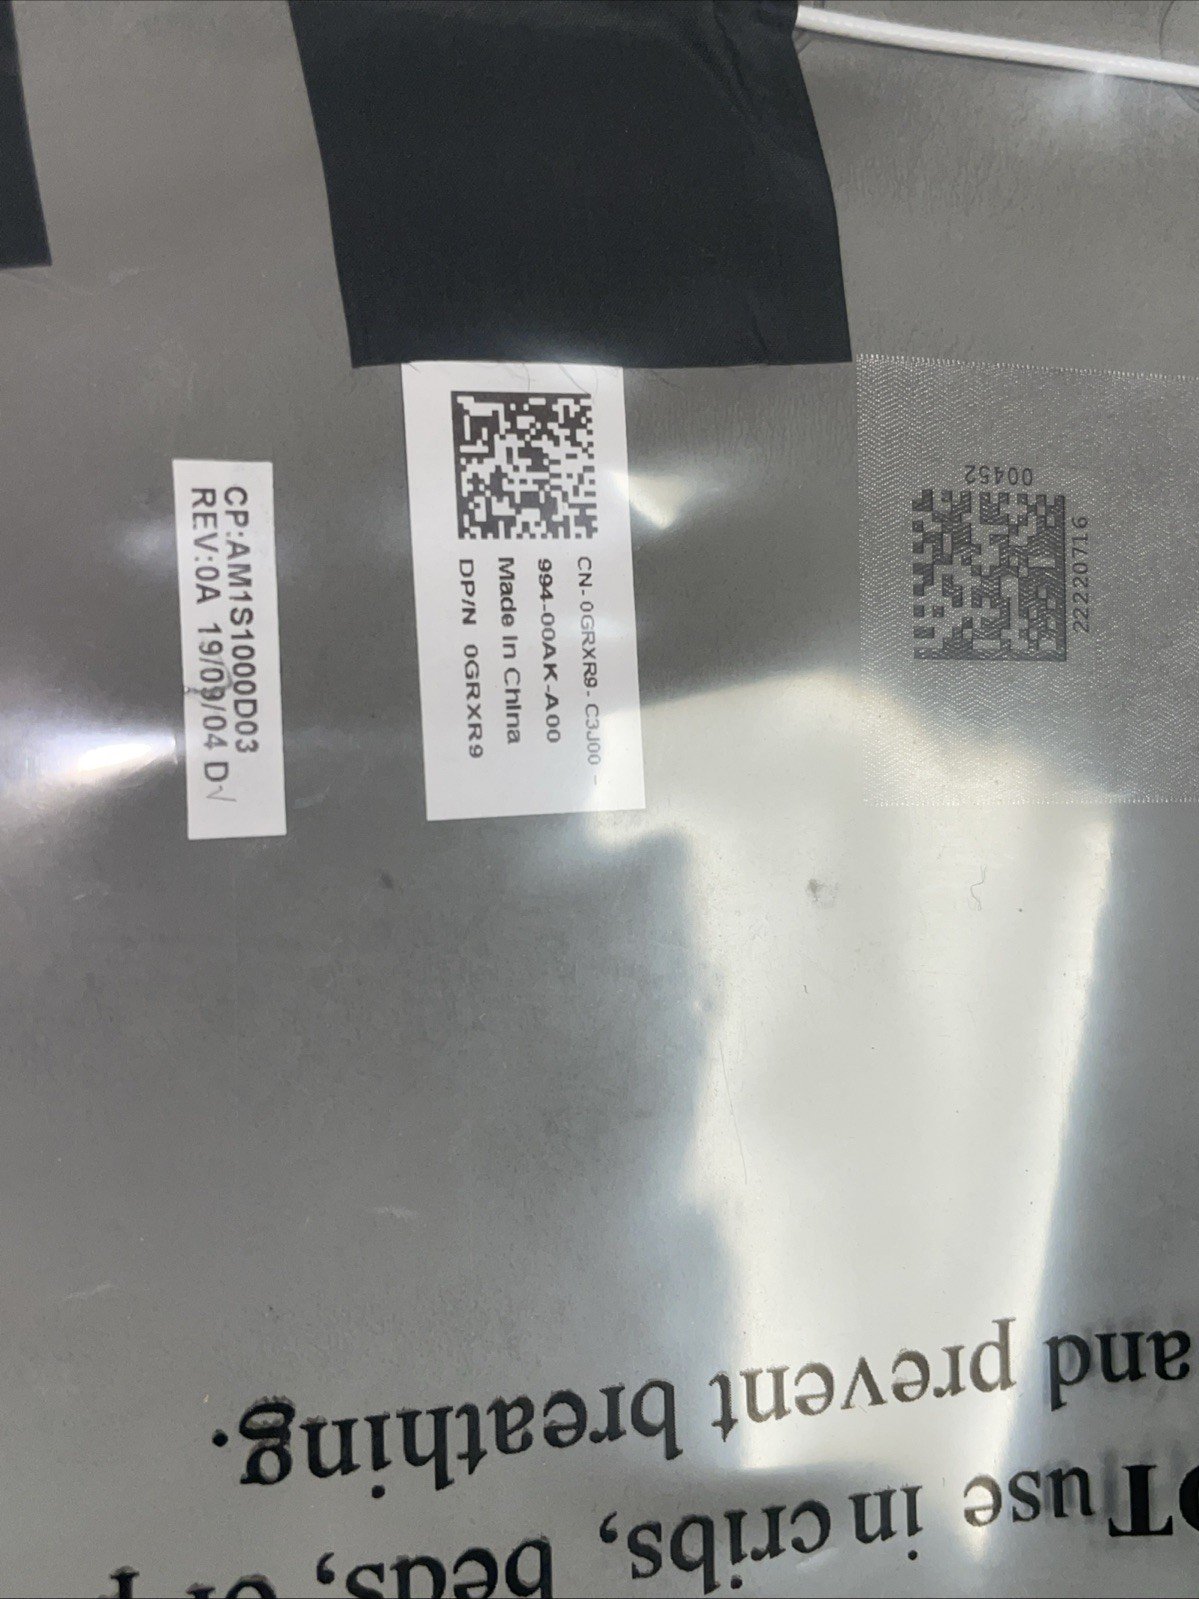 CP:AM1S1000D03
REV:0A 19/09/04 D√
CN-0GRXR9-C3J00-
994-00AK-A00
Made In China
DP/N 0GRXR9
00452
22220716
and prevent breathing.
use in cribs, beds, or